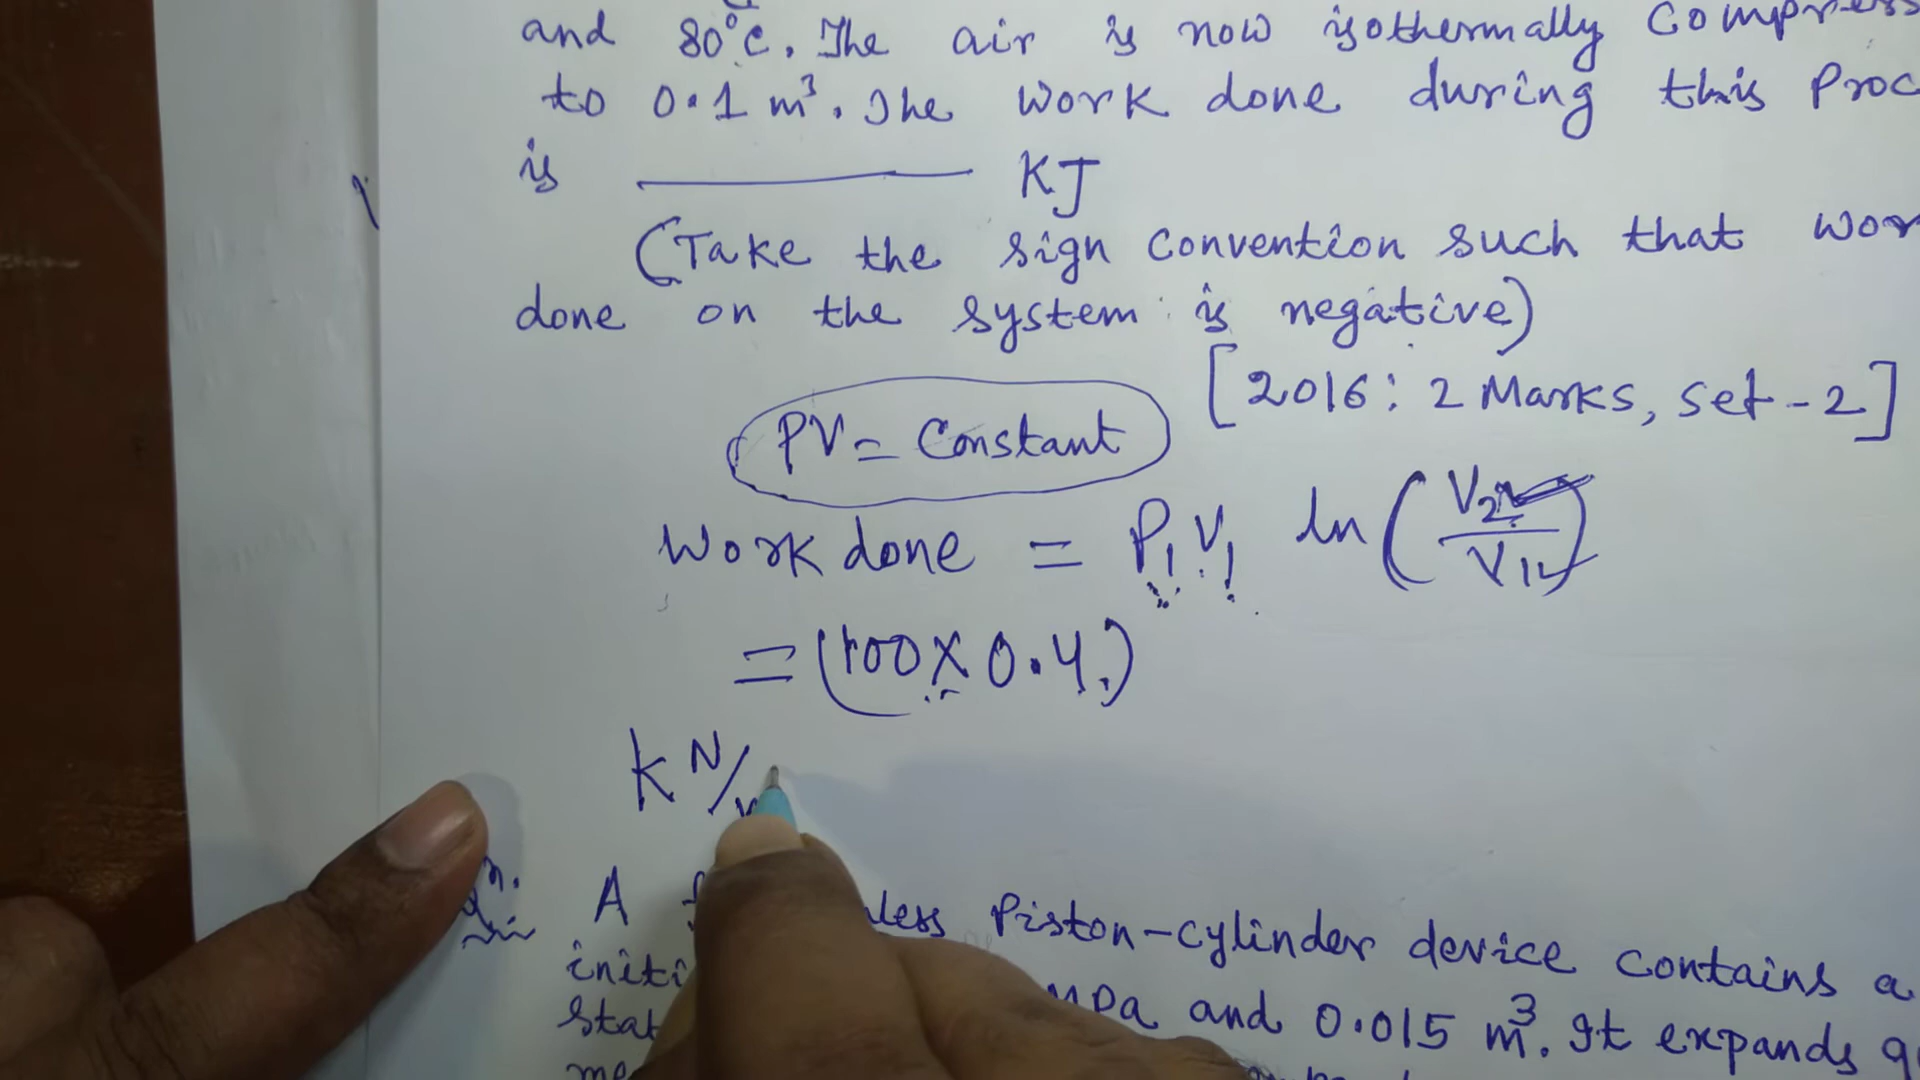 and 80°C. The air is now isothermally compress
to 0.1 m³. The work done during this Proc
is ________ KJ
(Take the sign convention such that wor
done on the system is negative)
[2016: 2 Marks, set-2]
PV = Constant
Work done = P₁V₁ ln(V₂/V₁)
= (100 X 0.4)
kN/
A less Piston-cylinder device contains a
initi MPa and 0.015 m³. It expands q
stat
me